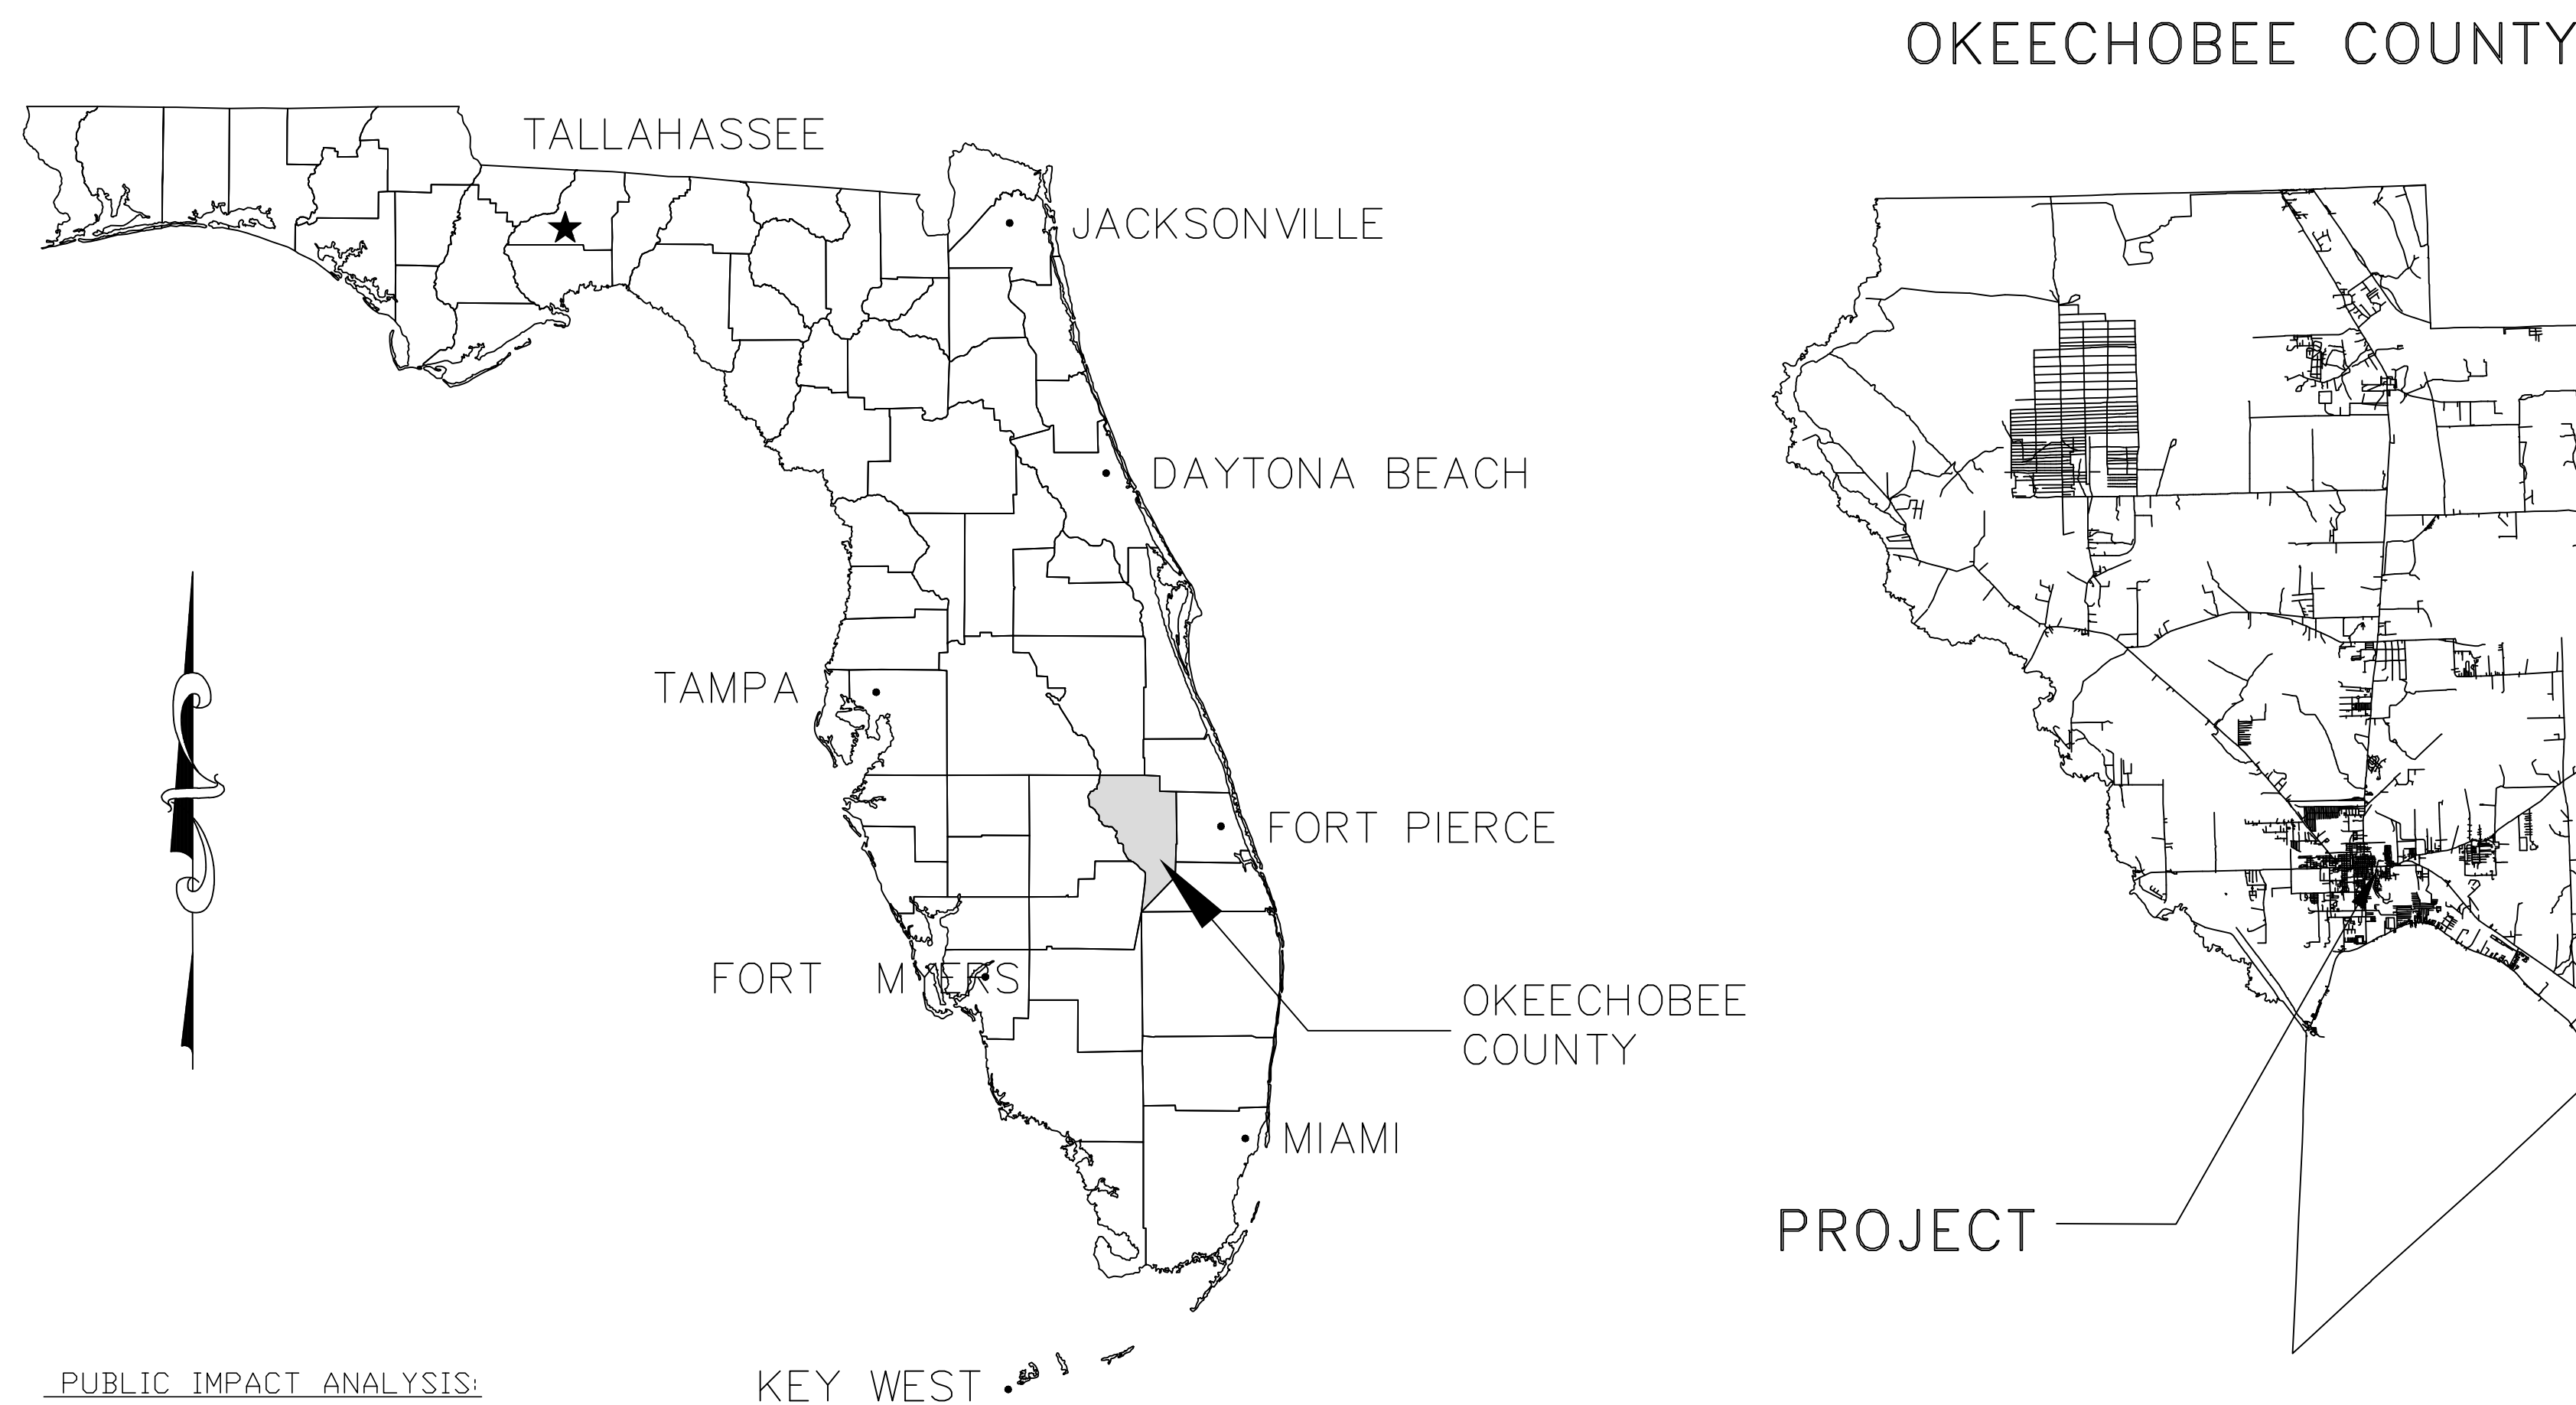 OKEECHOBEE COUNTY
TALLAHASSEE
JACKSONVILLE
DAYTONA BEACH
TAMPA
FORT PIERCE
FORT MYERS
OKEECHOBEE
COUNTY
MIAMI
PROJECT
KEY WEST
PUBLIC IMPACT ANALYSIS: